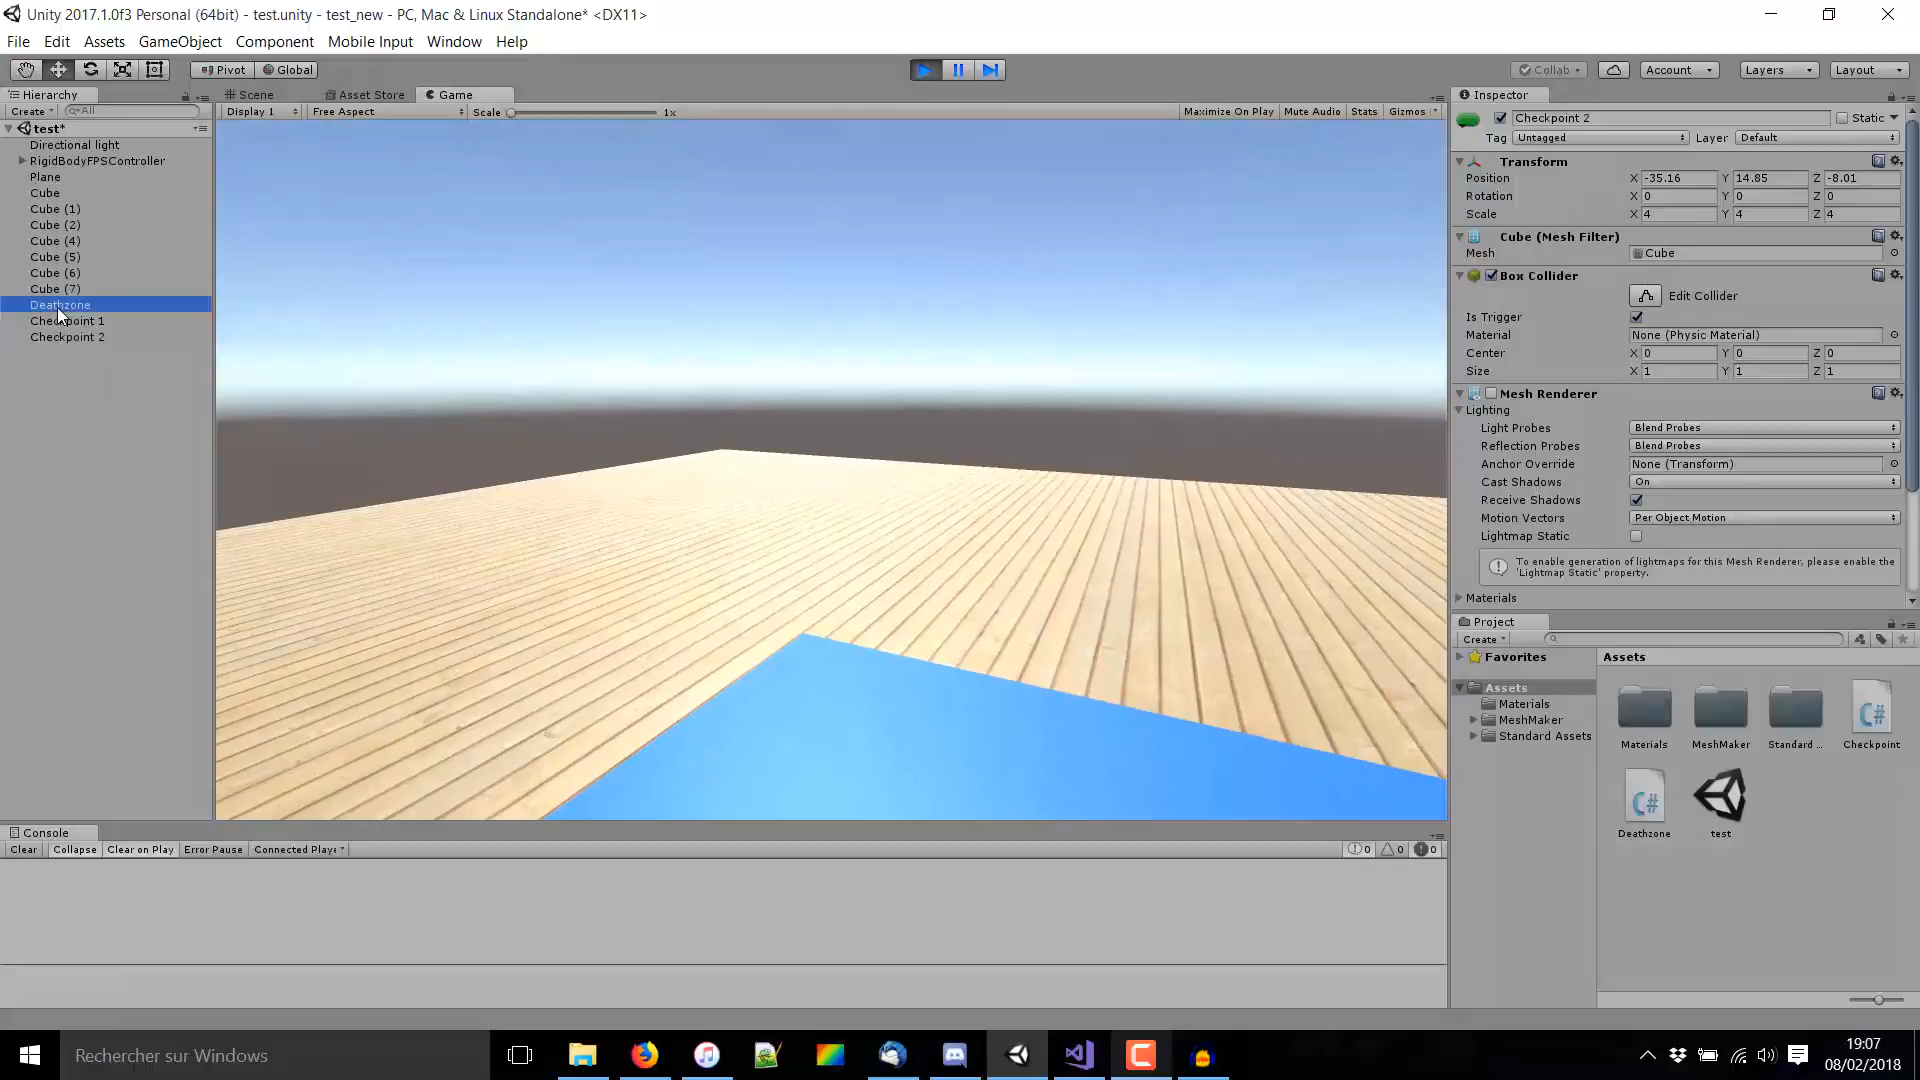 Unity 2017.1.0f3 Personal (64bit) - test.unity - test_new - PC, Mac & Linux Standalone* <DX11>
File Edit Assets GameObject Component Mobile Input Window Help
Pivot Global Collab Account Layers Layout
Hierarchy
Create All
test*
Directional light
RigidBodyFPSController
Plane
Cube
Cube (1)
Cube (2)
Cube (4)
Cube (5)
Cube (6)
Cube (7)
Deathzone
Checkpoint 1
Checkpoint 2
Scene Asset Store Game
Display 1 Free Aspect Scale 1x Maximize On Play Mute Audio Stats Gizmos
Console
Clear Collapse Clear on Play Error Pause Connected Playe 0 0 0
Inspector
Checkpoint 2 Static
Tag Untagged Layer Default
Transform
Position X -35.16 Y 14.85 Z -8.01
Rotation X 0 Y 0 Z 0
Scale X 4 Y 4 Z 4
Cube (Mesh Filter)
Mesh Cube
Box Collider
Edit Collider
Is Trigger
Material None (Physic Material)
Center X 0 Y 0 Z 0
Size X 1 Y 1 Z 1
Mesh Renderer
Lighting
Light Probes Blend Probes
Reflection Probes Blend Probes
Anchor Override None (Transform)
Cast Shadows On
Receive Shadows
Motion Vectors Per Object Motion
Lightmap Static
To enable generation of lightmaps for this Mesh Renderer, please enable the
'Lightmap Static' property.
Materials
Project
Create
Favorites
Assets
Materials
MeshMaker
Standard Assets
Assets
Materials MeshMaker Standard ... C# Checkpoint
C# Deathzone test
Rechercher sur Windows
19:07
08/02/2018